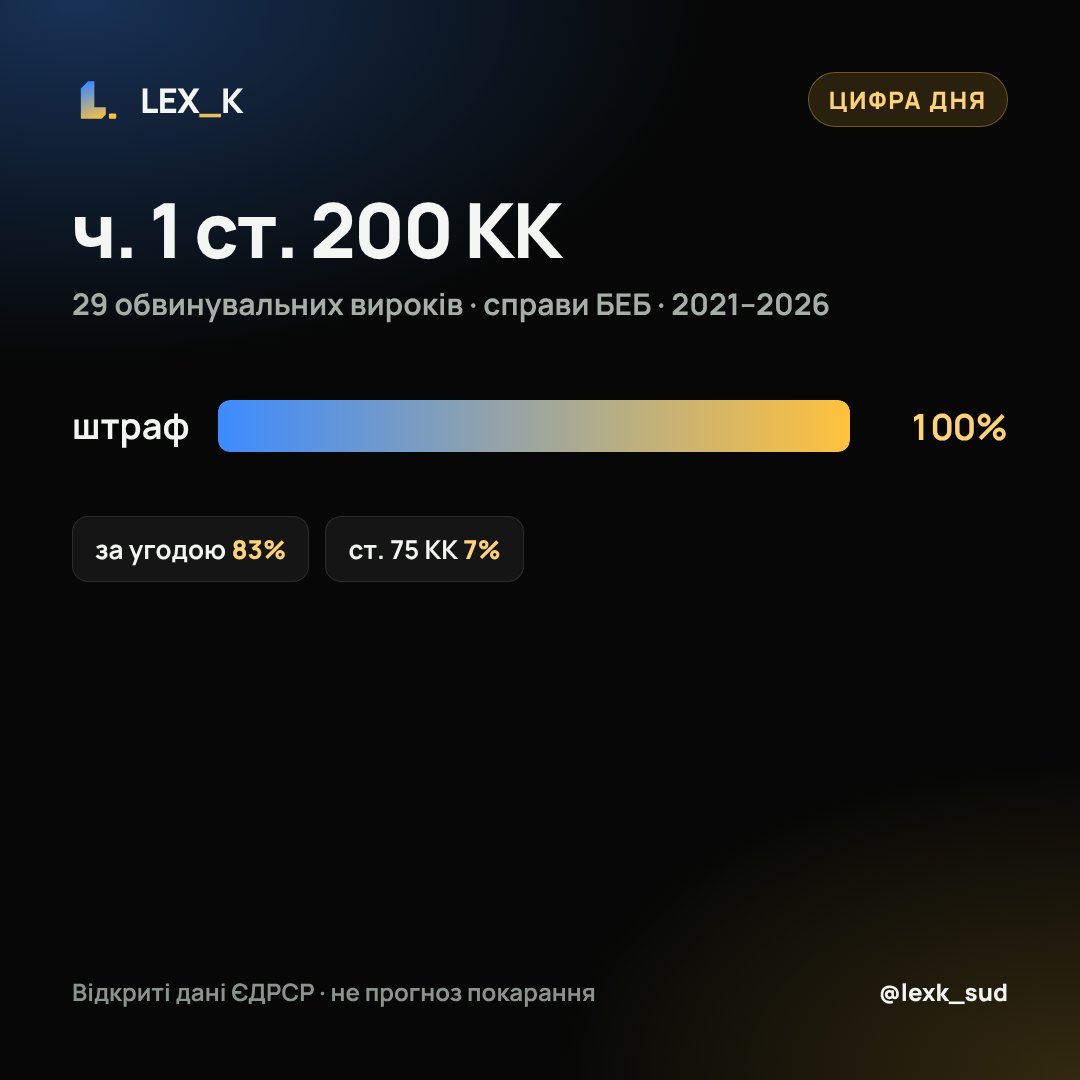 LEX_K
ЦИФРА ДНЯ
ч. 1 ст. 200 КК
29 обвинувальних вироків · справи БЕБ · 2021–2026
штраф 100%
за угодою 83% ст. 75 КК 7%
Відкриті дані ЄДРСР · не прогноз покарання @lexk_sud